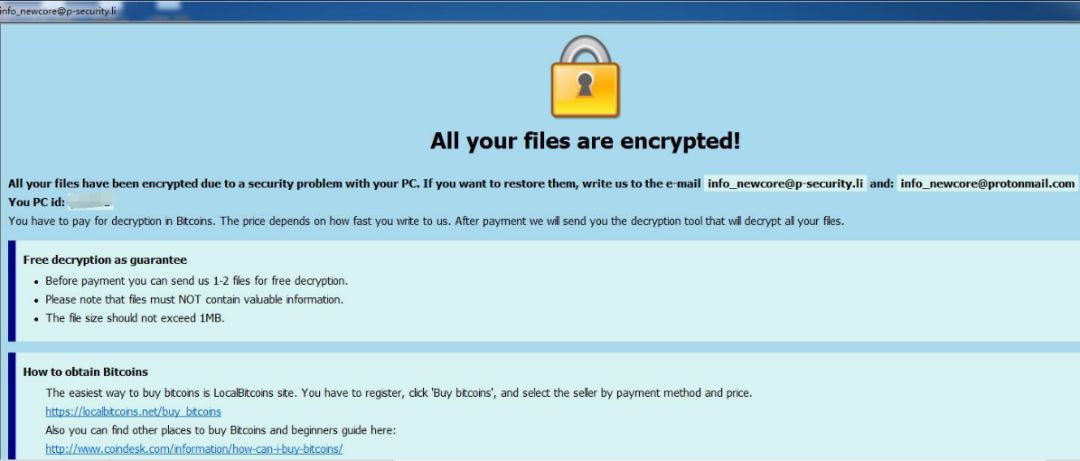 info_newcore@p-security.li
All your files are encrypted!
All your files have been encrypted due to a security problem with your PC. If you want to restore them, write us to the e-mail info_newcore@p-security.li and: info_newcore@protonmail.com
You PC id:
You have to pay for decryption in Bitcoins. The price depends on how fast you write to us. After payment we will send you the decryption tool that will decrypt all your files.
Free decryption as guarantee
• Before payment you can send us 1-2 files for free decryption.
• Please note that files must NOT contain valuable information.
• The file size should not exceed 1MB.
How to obtain Bitcoins
The easiest way to buy bitcoins is LocalBitcoins site. You have to register, click 'Buy bitcoins', and select the seller by payment method and price.
https://localbitcoins.net/buy_bitcoins
Also you can find other places to buy Bitcoins and beginners guide here:
http://www.coindesk.com/information/how-can-i-buy-bitcoins/